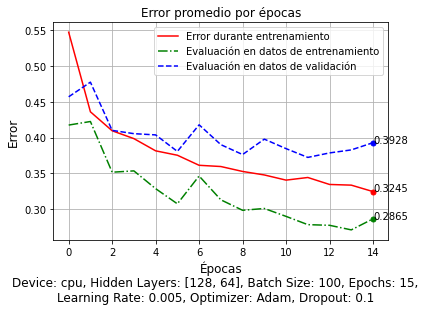 Error promedio por épocas
Error durante entrenamiento
Evaluación en datos de entrenamiento
Evaluación en datos de validación
Error
0.55
0.50
0.45
0.40
0.35
0.30
0.3928
0.3245
0.2865
0 2 4 6 8 10 12 14
Épocas
Device: cpu, Hidden Layers: [128, 64], Batch Size: 100, Epochs: 15,
Learning Rate: 0.005, Optimizer: Adam, Dropout: 0.1